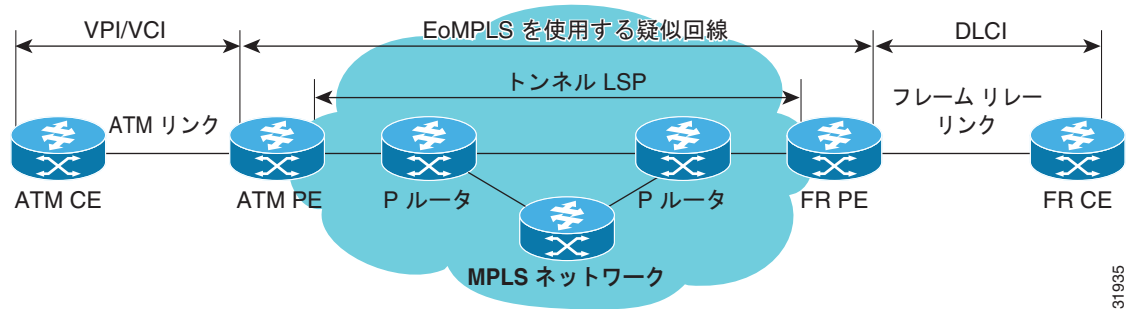 VPI/VCI
EoMPLS を使用する疑似回線
DLCI
トンネル LSP
ATM リンク
フレーム リレー
リンク
ATM CE
ATM PE
P ルータ
P ルータ
FR PE
FR CE
MPLS ネットワーク
31935